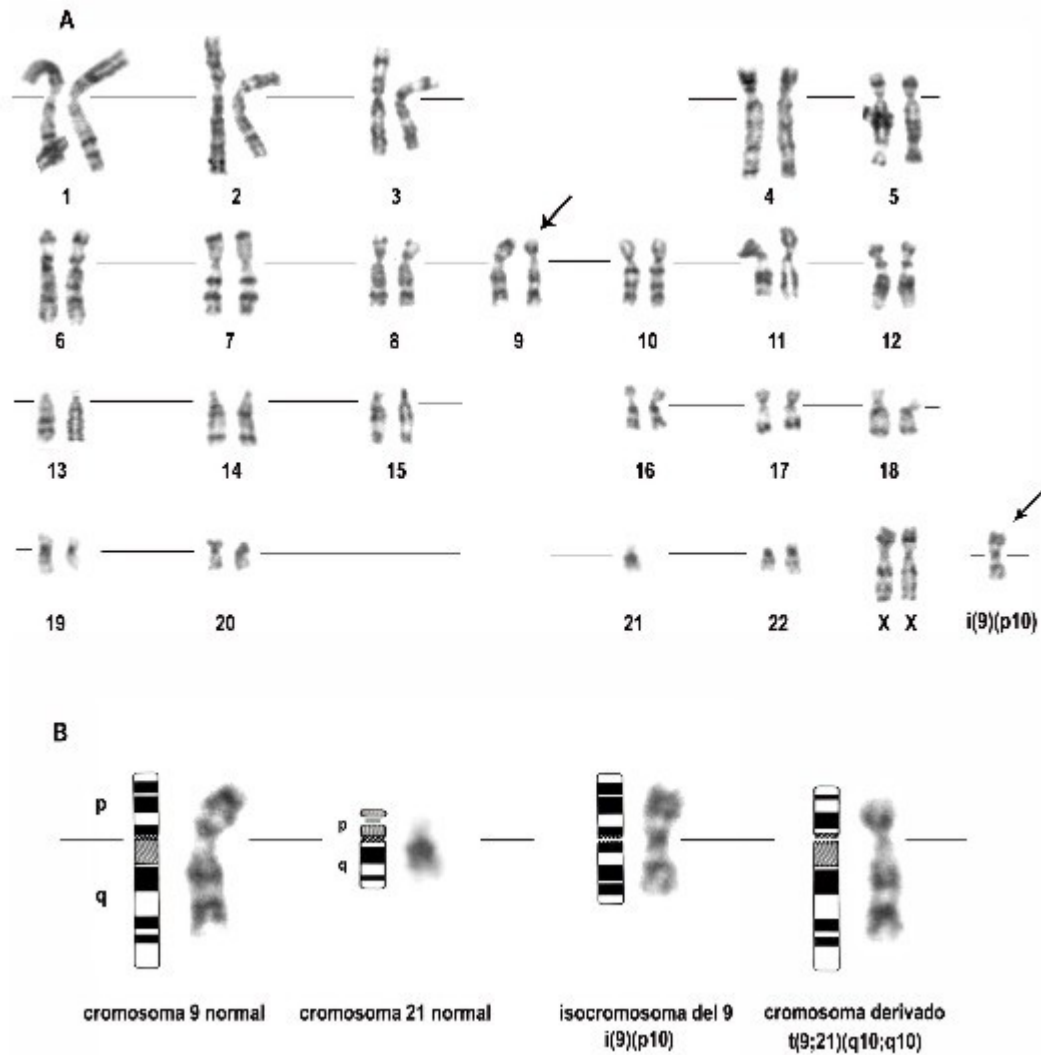 A
1 2 3 4 5
6 7 8 9 10 11 12
13 14 15 16 17 18
19 20 21 22 X X i(9)(p10)
B
p
q
p
q
cromosoma 9 normal
cromosoma 21 normal
isocromosoma del 9
i(9)(p10)
cromosoma derivado
t(9;21)(q10;q10)